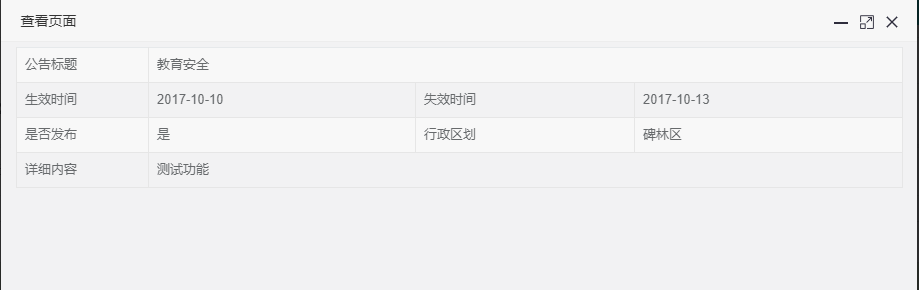 查看页面
公告标题 教育安全
生效时间 2017-10-10 失效时间 2017-10-13
是否发布 是 行政区划 碑林区
详细内容 测试功能